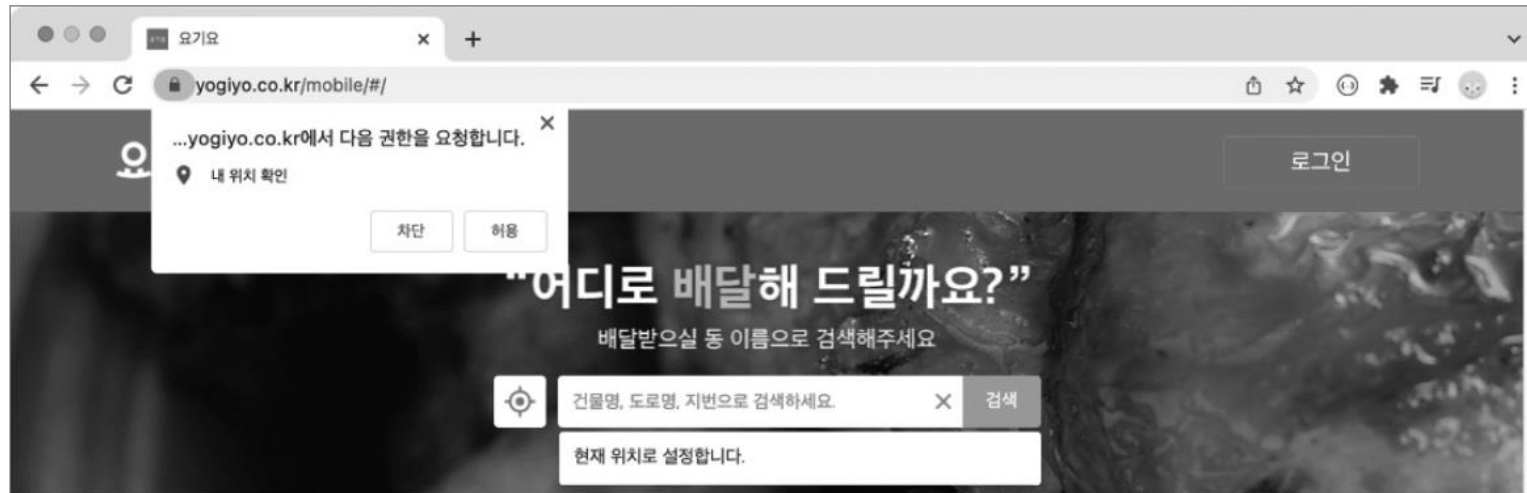 요기요
yogiyo.co.kr/mobile/#/
...yogiyo.co.kr에서 다음 권한을 요청합니다.
내 위치 확인
차단 허용
요
로그인
"어디로 배달해 드릴까요?"
배달받으실 동 이름으로 검색해주세요
건물명, 도로명, 지번으로 검색하세요. 검색
현재 위치로 설정합니다.